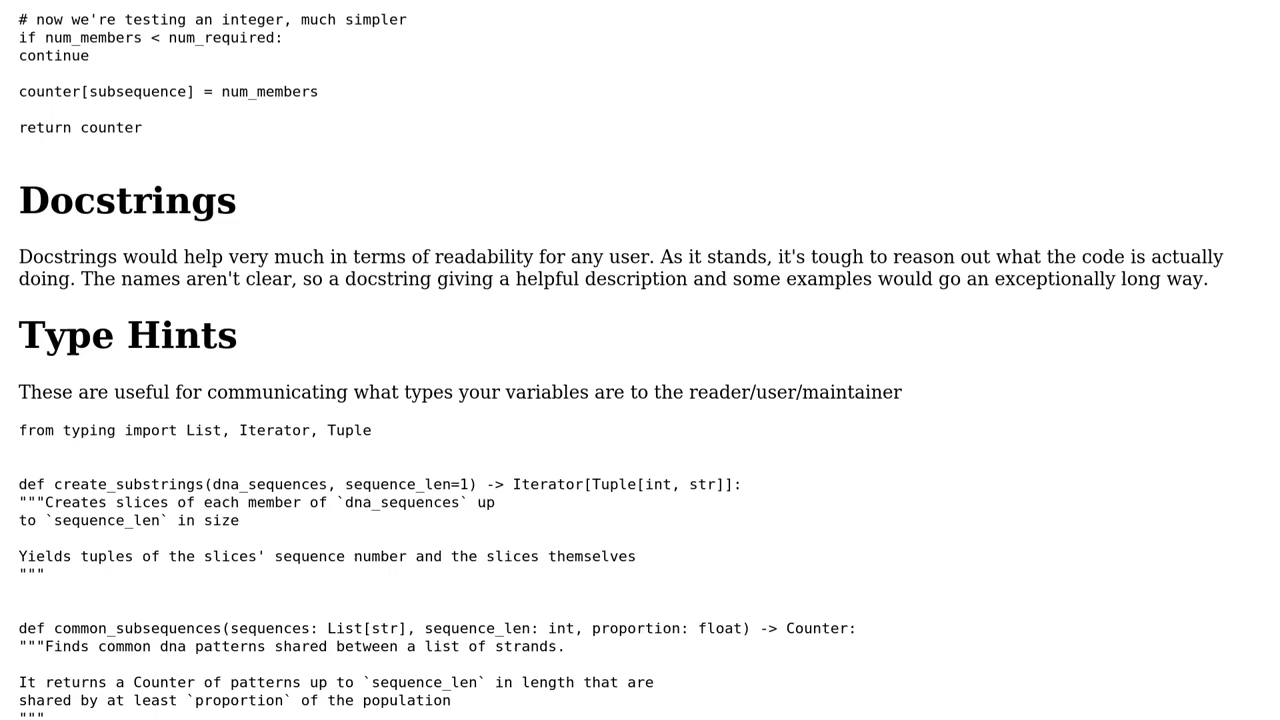 # now we're testing an integer, much simpler
if num_members < num_required:
continue
counter[subsequence] = num_members
return counter
Docstrings
Docstrings would help very much in terms of readability for any user. As it stands, it's tough to reason out what the code is actually
doing. The names aren't clear, so a docstring giving a helpful description and some examples would go an exceptionally long way.
Type Hints
These are useful for communicating what types your variables are to the reader/user/maintainer
from typing import List, Iterator, Tuple
def create_substrings(dna_sequences, sequence_len=1) -> Iterator[Tuple[int, str]]:
"""Creates slices of each member of `dna_sequences` up
to `sequence_len` in size
Yields tuples of the slices' sequence number and the slices themselves
"""
def common_subsequences(sequences: List[str], sequence_len: int, proportion: float) -> Counter:
"""Finds common dna patterns shared between a list of strands.
It returns a Counter of patterns up to `sequence_len` in length that are
shared by at least `proportion` of the population
"""